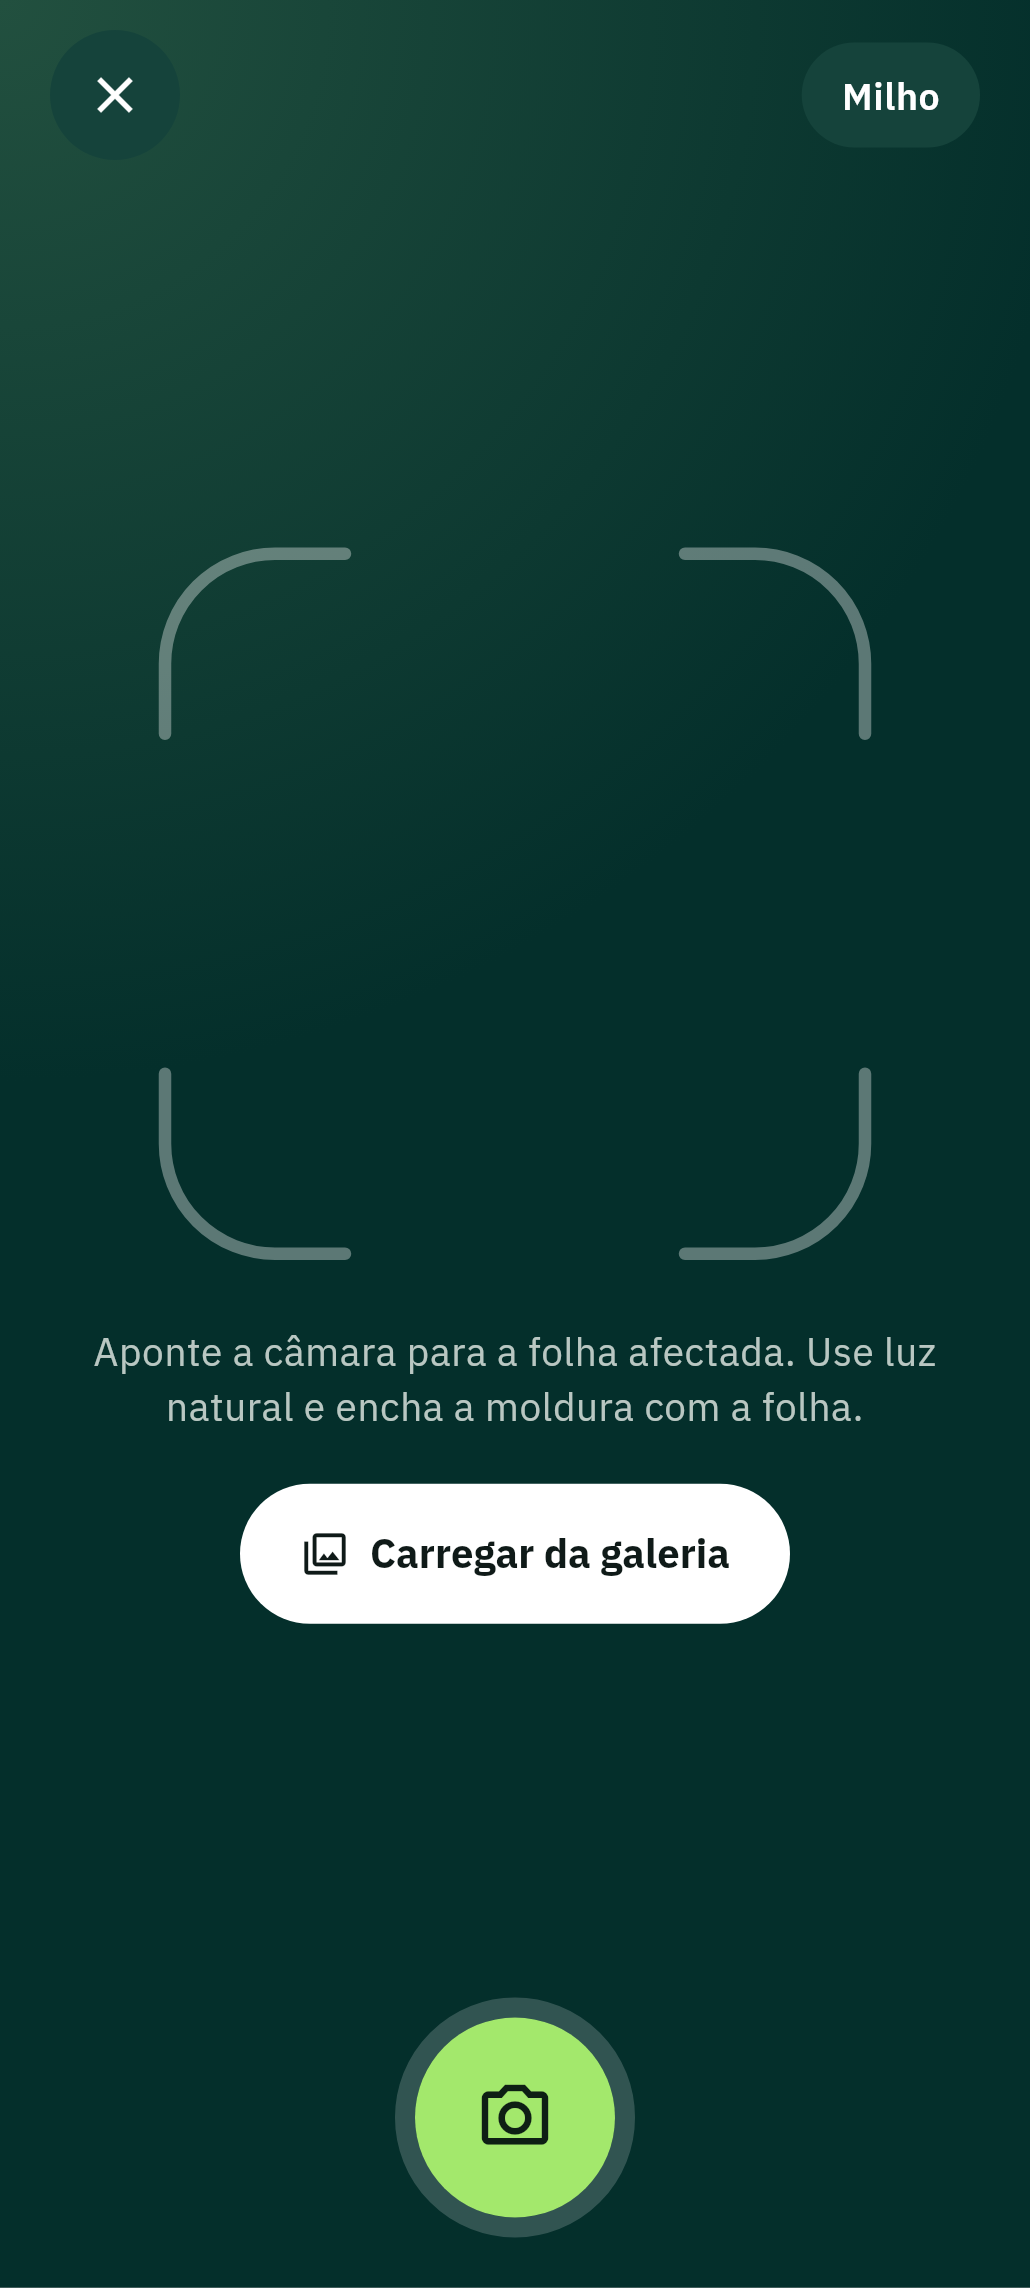 Milho
Aponte a câmara para a folha afectada. Use luz
natural e encha a moldura com a folha.
Carregar da galeria